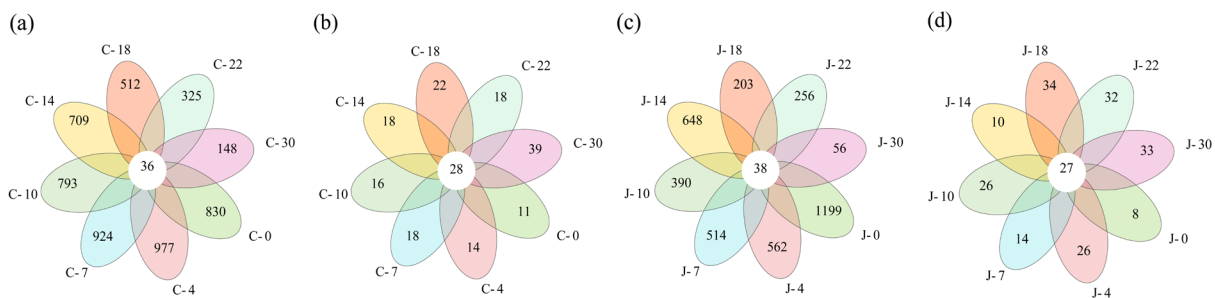 (a)
C- 18
C- 22
C- 14
C- 30
C- 10
C- 0
C- 7
C- 4
512
325
709
148
36
793
830
924
977
(b)
C- 18
C- 22
C- 14
C- 30
C- 10
C- 0
C- 7
C- 4
22
18
18
39
28
16
11
18
14
(c)
J- 18
J- 22
J- 14
J- 30
J- 10
J- 0
J- 7
J- 4
203
256
648
56
38
390
1199
514
562
(d)
J- 18
J- 22
J- 14
J- 30
J- 10
J- 0
J- 7
J- 4
34
32
10
33
27
26
8
14
26